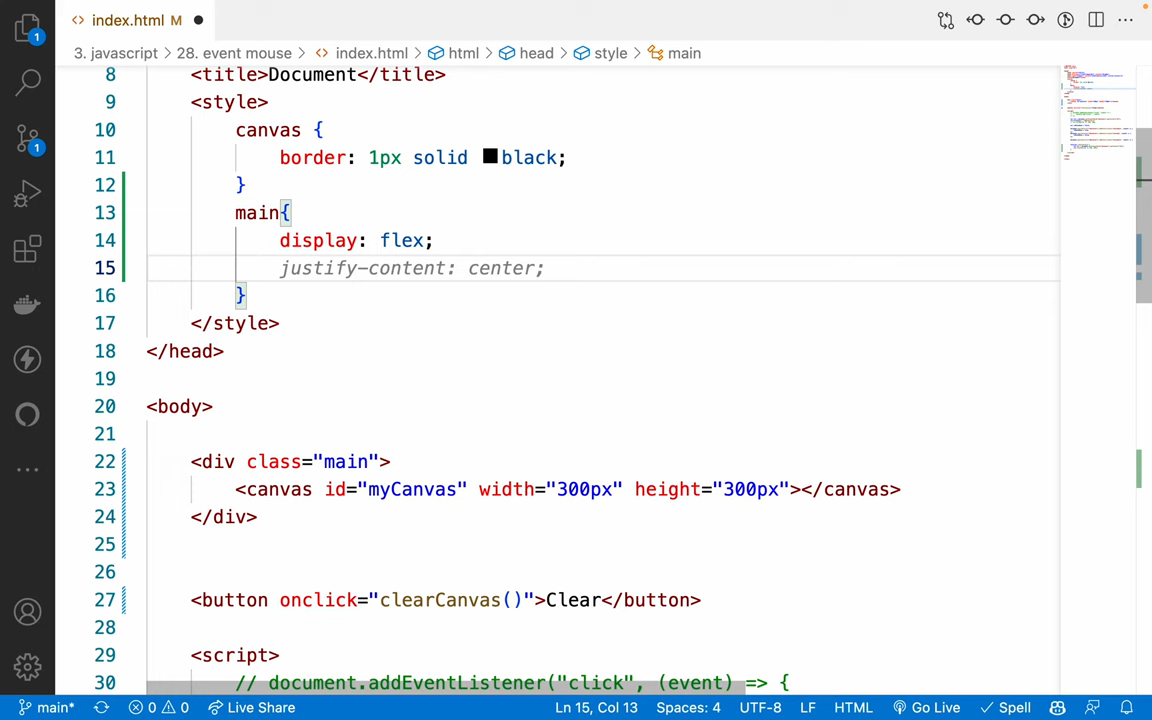 index.html M
3. javascript > 28. event mouse > index.html > html > head > style > main
8 <title>Document</title>
9 <style>
10 canvas {
11 border: 1px solid black;
12 }
13 main{
14 display: flex;
15 justify-content: center;
16 }
17 </style>
18 </head>
19
20 <body>
21
22 <div class="main">
23 <canvas id="myCanvas" width="300px" height="300px"></canvas>
24 </div>
25
26
27 <button onclick="clearCanvas()">Clear</button>
28
29 <script>
30 // document.addEventListener("click", (event) => {
1
1
main* 0 0 Live Share Ln 15, Col 13 Spaces: 4 UTF-8 LF HTML Go Live Spell